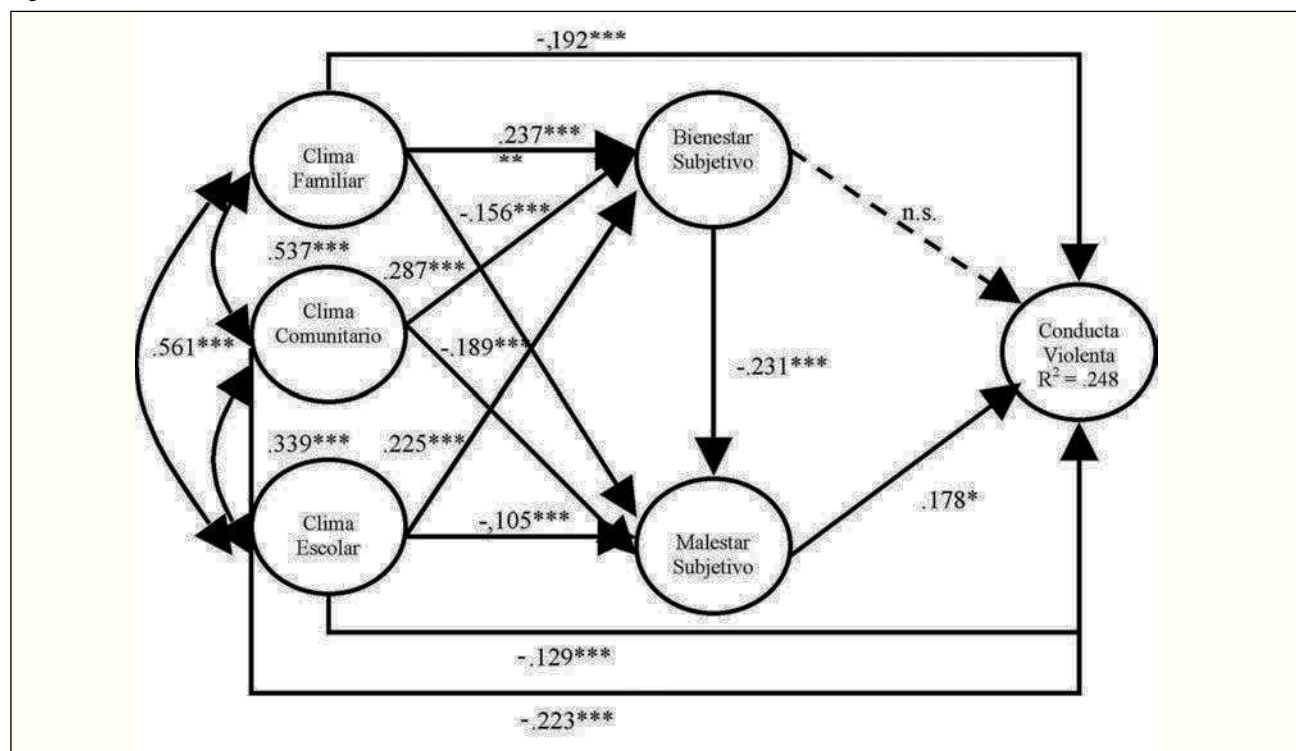 -,192***
.237***
**
Clima
Familiar
Bienestar
Subjetivo
-.156***
n.s.
.537***
.287***
Clima
Comunitario
.561***
-.189***
-.231***
Conducta
Violenta
R² = .248
.339***
.225***
Clima
Escolar
-,105***
Malestar
Subjetivo
.178*
-.129***
-.223***